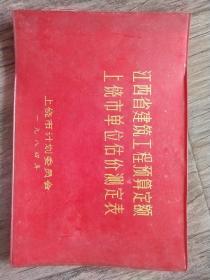 江西省建筑工程预算定额
上饶市单位估价测定表
上饶市计划委员会
一九八四年